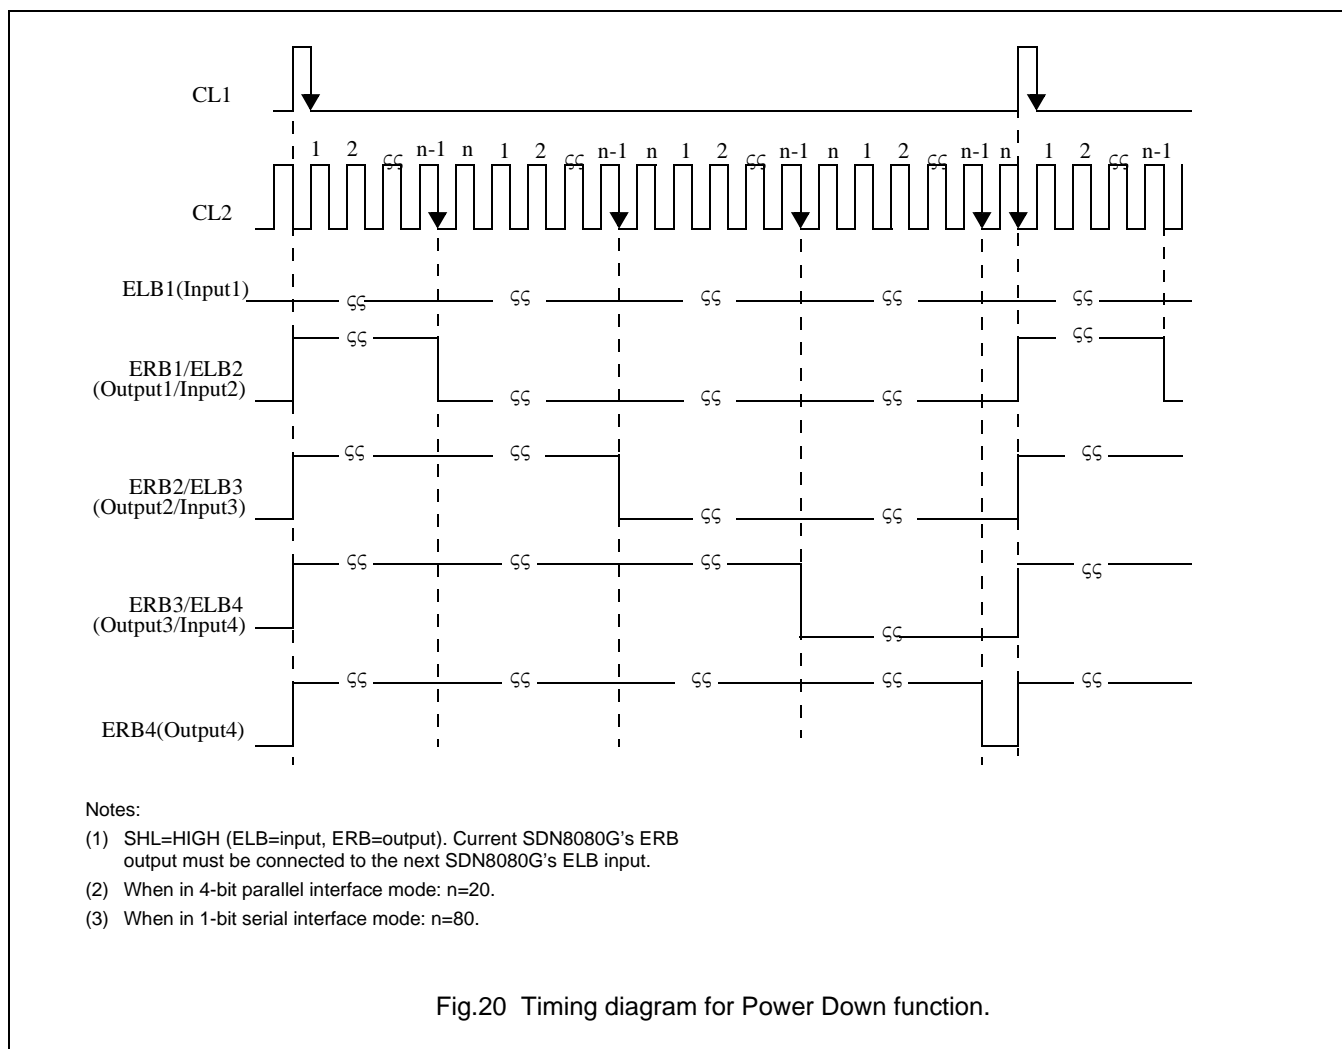 CL1
1 2 n-1 n 1 2 n-1 n 1 2 n-1 n 1 2 n-1 n 1 2 n-1
CL2
ELB1(Input1)
ERB1/ELB2
(Output1/Input2)
ERB2/ELB3
(Output2/Input3)
ERB3/ELB4
(Output3/Input4)
ERB4(Output4)
Notes:
(1) SHL=HIGH (ELB=input, ERB=output). Current SDN8080G's ERB
output must be connected to the next SDN8080G's ELB input.
(2) When in 4-bit parallel interface mode: n=20.
(3) When in 1-bit serial interface mode: n=80.
Fig.20 Timing diagram for Power Down function.